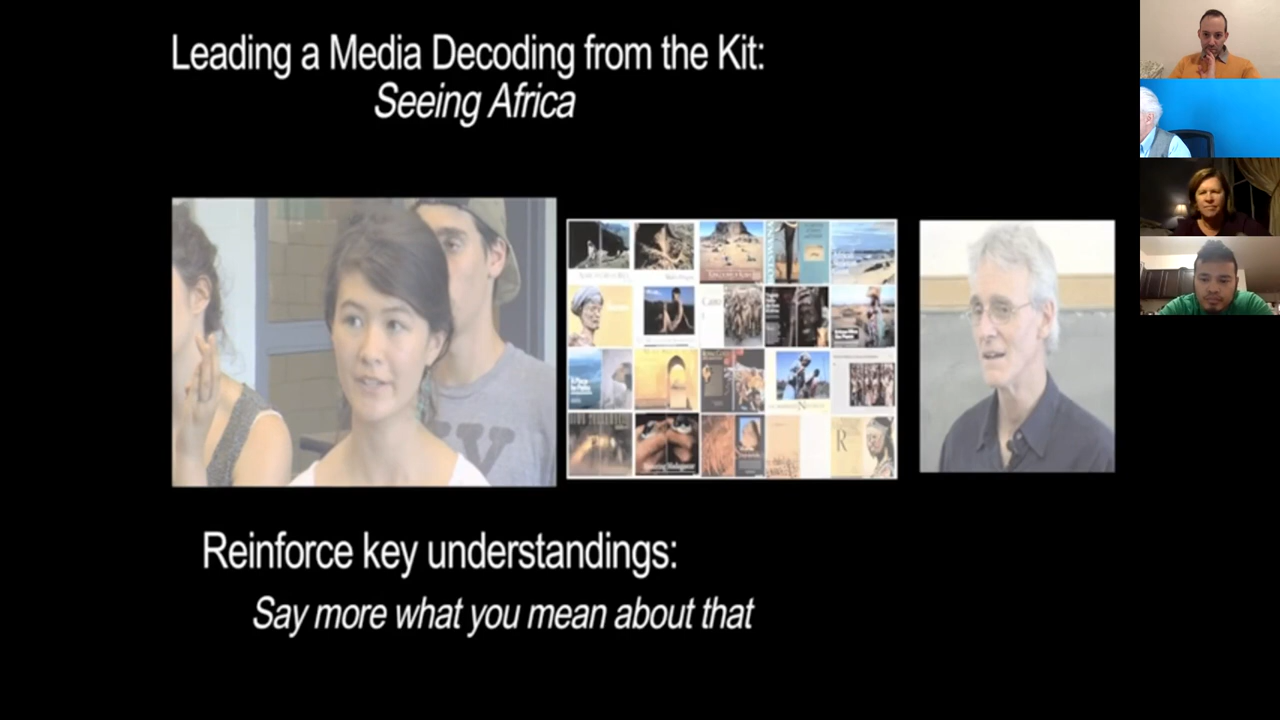 Leading a Media Decoding from the Kit:
Seeing Africa
Reinforce key understandings:
Say more what you mean about that